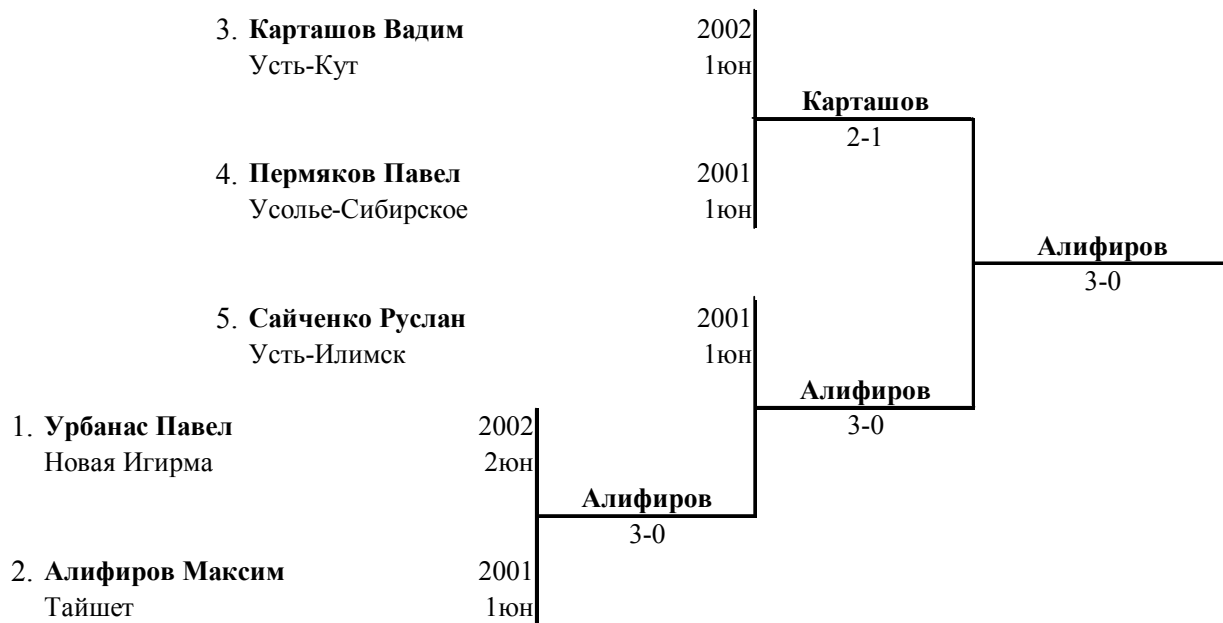 3. Карташов Вадим 2002
Усть-Кут 1юн
Карташов
2-1
4. Пермяков Павел 2001
Усолье-Сибирское 1юн
Алифиров
3-0
5. Сайченко Руслан 2001
Усть-Илимск 1юн
Алифиров
3-0
1. Урбанас Павел 2002
Новая Игирма 2юн
Алифиров
3-0
2. Алифиров Максим 2001
Тайшет 1юн